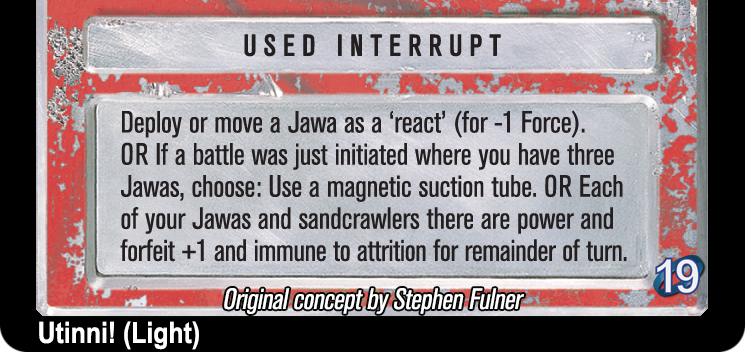 USED INTERRUPT
Deploy or move a Jawa as a ‘react’ (for -1 Force).
OR If a battle was just initiated where you have three
Jawas, choose: Use a magnetic suction tube. OR Each
of your Jawas and sandcrawlers there are power and
forfeit +1 and immune to attrition for remainder of turn.
19
Original concept by Stephen Fulner
Utinni! (Light)